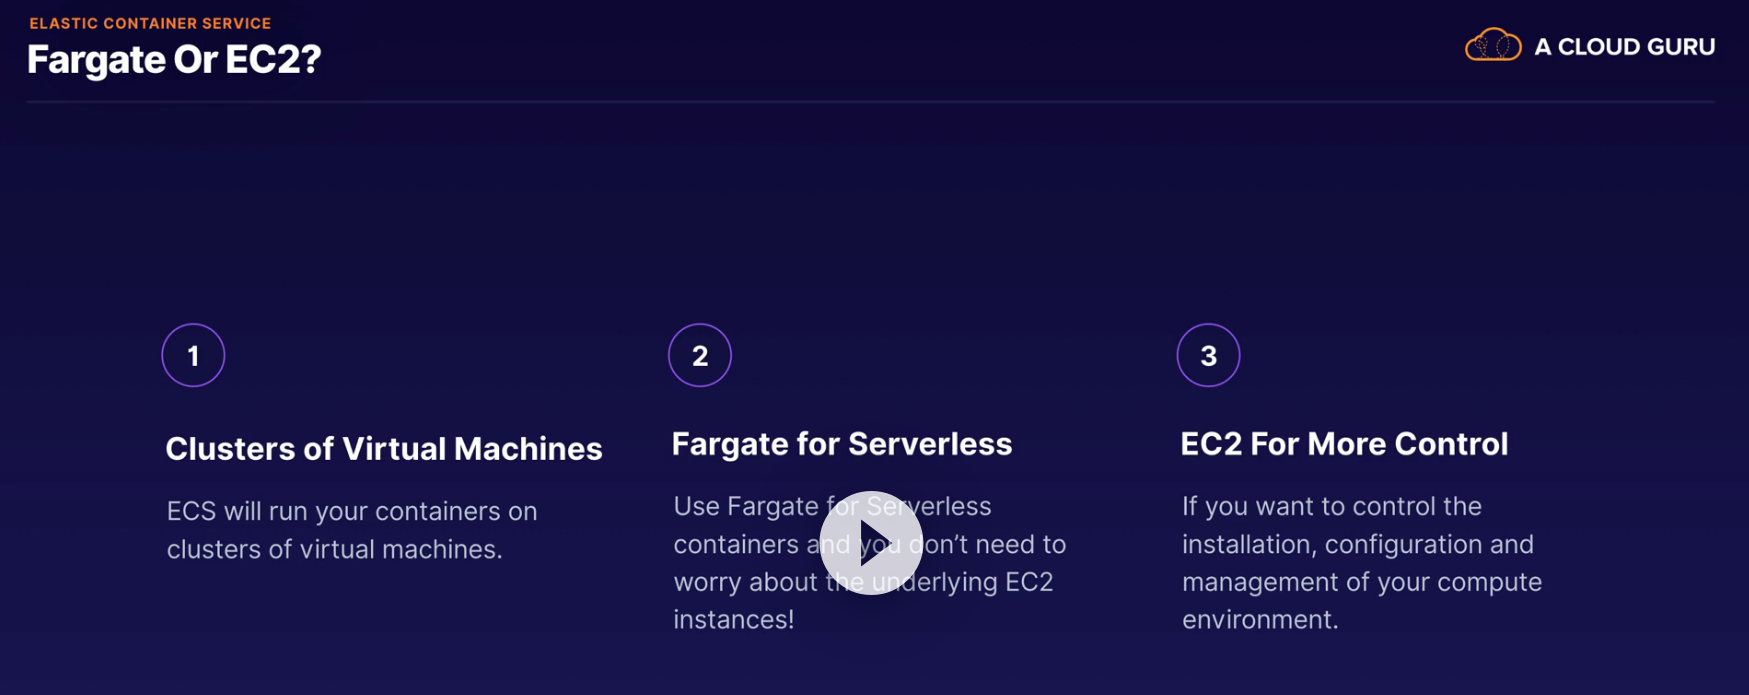 ELASTIC CONTAINER SERVICE
Fargate Or EC2?
A CLOUD GURU
1
Clusters of Virtual Machines
ECS will run your containers on
clusters of virtual machines.
2
Fargate for Serverless
Use Fargate for Serverless
containers and you don’t need to
worry about the underlying EC2
instances!
3
EC2 For More Control
If you want to control the
installation, configuration and
management of your compute
environment.